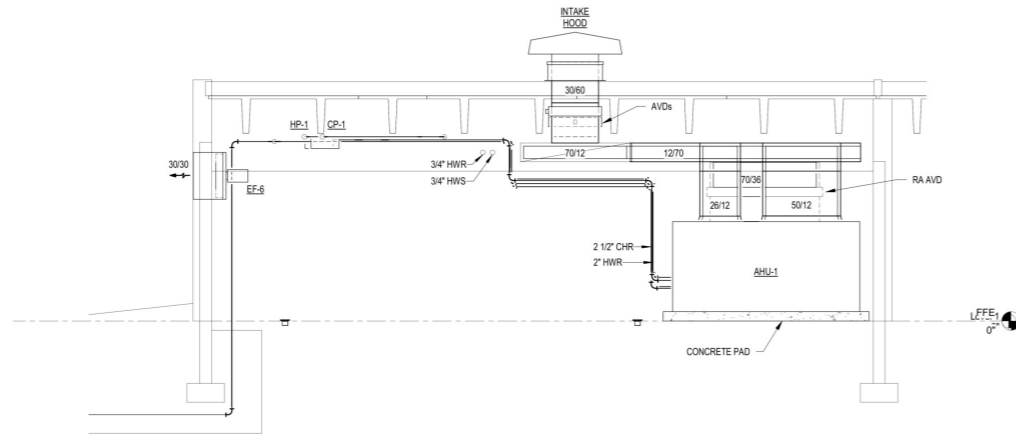 INTAKE
HOOD
30/60
AVDs
HP-1 CP-1
30/30
EF-6
3/4" HWR
3/4" HWS
70/12
12/70
70/36
RA AVD
26/12
50/12
2 1/2" CHR
2" HWR
AHU-1
CONCRETE PAD
FFE
0"